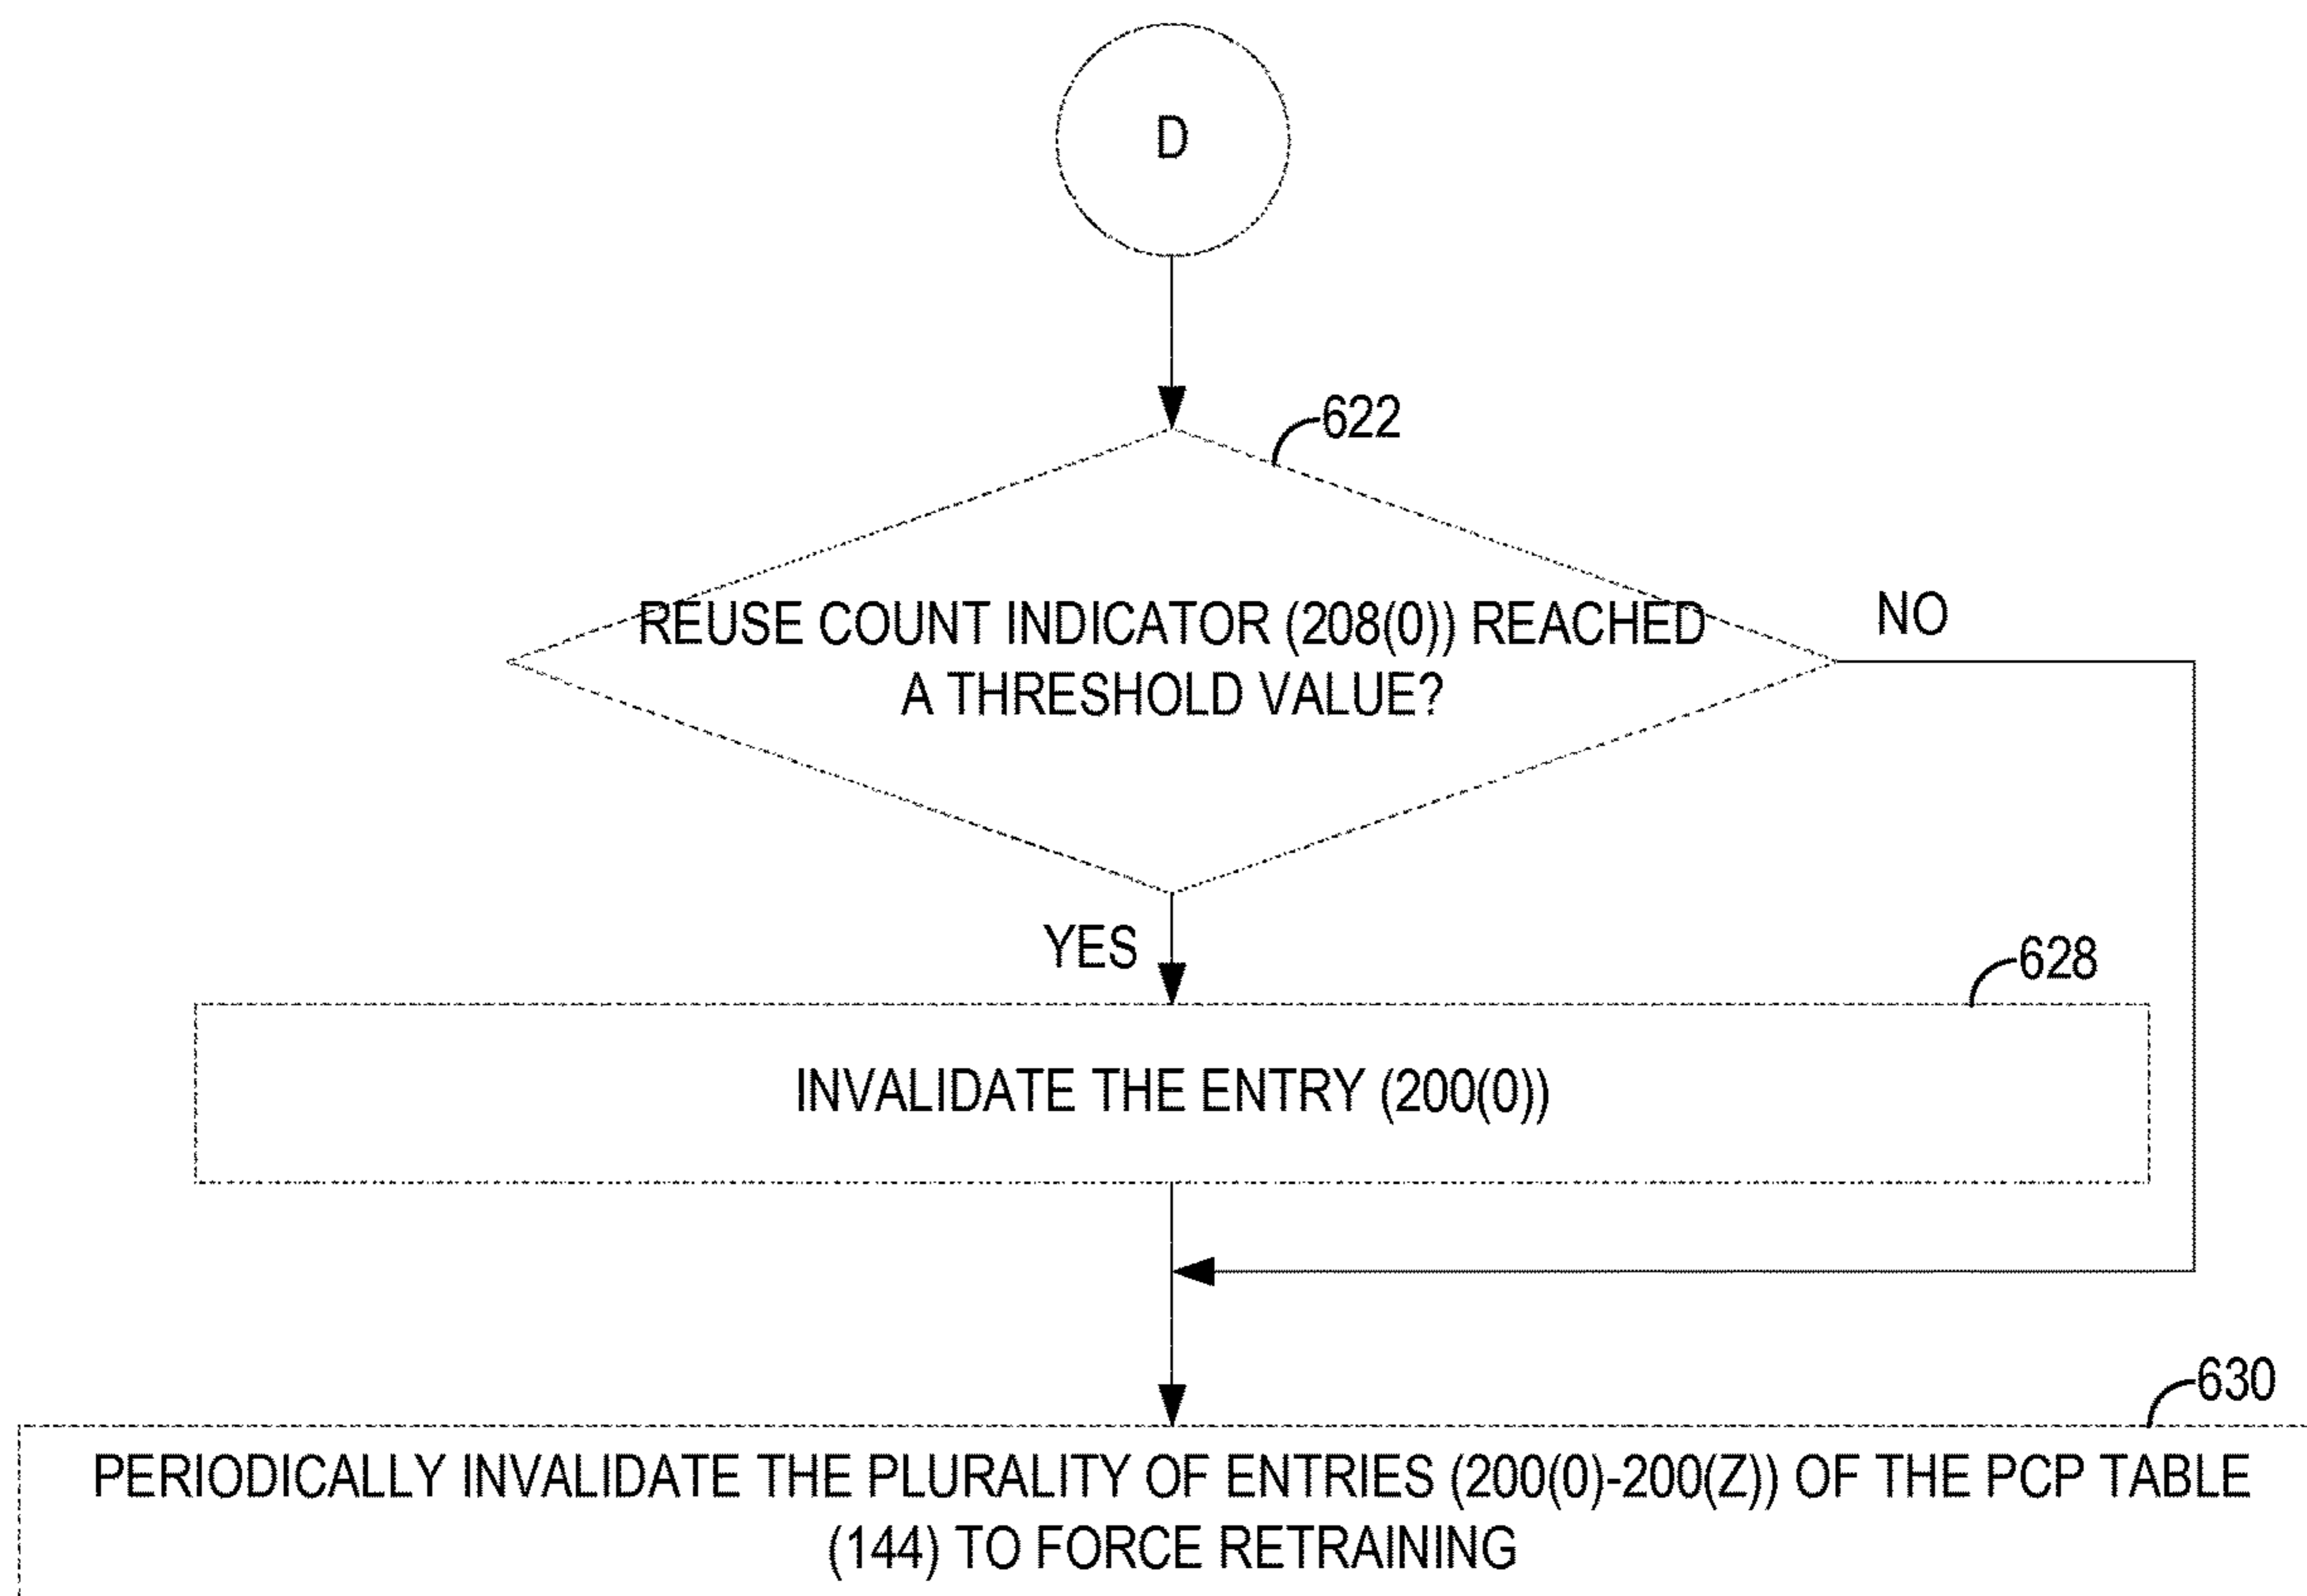 D
622
REUSE COUNT INDICATOR (208(0)) REACHED
A THRESHOLD VALUE?
NO
YES
628
INVALIDATE THE ENTRY (200(0))
630
PERIODICALLY INVALIDATE THE PLURALITY OF ENTRIES (200(0)-200(Z)) OF THE PCP TABLE
(144) TO FORCE RETRAINING